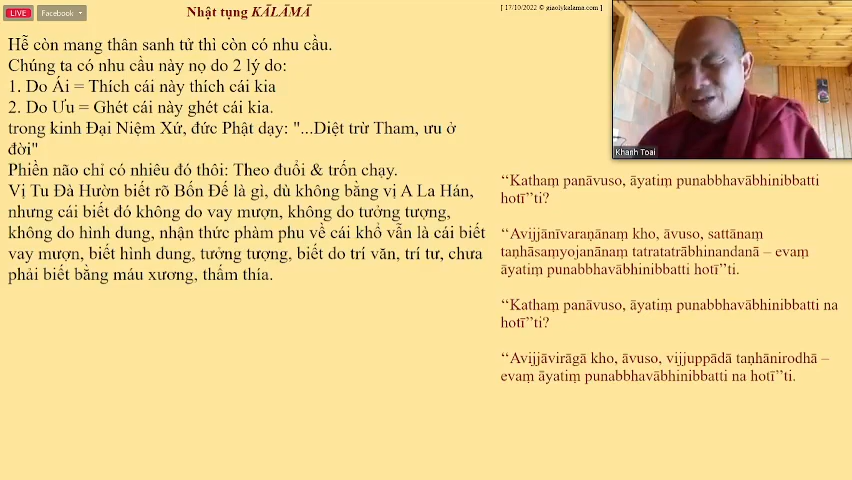 LIVE
Facebook
Nhật tụng KĀLĀMĀ
[ 17/10/2022 © giaolykalama.com ]
Hễ còn mang thân sanh tử thì còn có nhu cầu.
Chúng ta có nhu cầu này nọ do 2 lý do:
1. Do Ái = Thích cái này thích cái kia
2. Do Ưu = Ghét cái này ghét cái kia.
trong kinh Đại Niệm Xứ, đức Phật dạy: "...Diệt trừ Tham, ưu ở
đời"
Phiền não chỉ có nhiêu đó thôi: Theo đuổi & trốn chạy.
Vị Tu Đà Hườn biết rõ Bốn Đế là gì, dù không bằng vị A La Hán,
nhưng cái biết đó không do vay mượn, không do tưởng tượng,
không do hình dung, nhận thức phàm phu về cái khổ vẫn là cái biết
vay mượn, biết hình dung, tưởng tượng, biết do trí văn, trí tư, chưa
phải biết bằng máu xương, thấm thía.
Khanh Toai
“Kathaṃ panāvuso, āyatiṃ punabbhavābhinibbatti
hotī’’ti?
“Avijjānīvaraṇānaṃ kho, āvuso, sattānaṃ
taṇhāsaṃyojanānaṃ tatratatrābhinandanā – evaṃ
āyatiṃ punabbhavābhinibbatti hotī’’ti.
“Kathaṃ panāvuso, āyatiṃ punabbhavābhinibbatti na
hotī’’ti?
“Avijjāvirāgā kho, āvuso, vijjuppādā taṇhānirodhā –
evaṃ āyatiṃ punabbhavābhinibbatti na hotī’’ti.